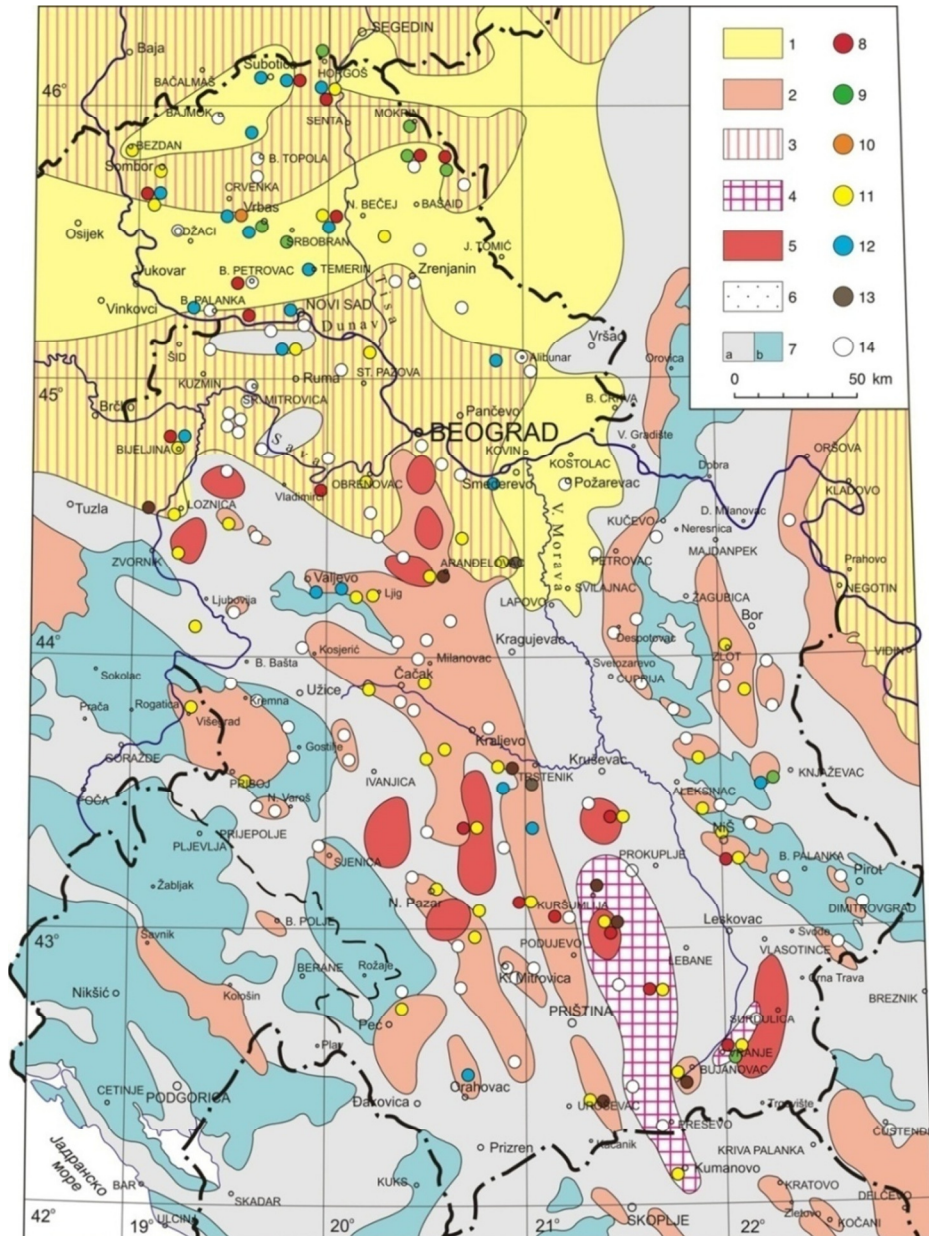 SEGEDIN
Baja
Subotica
HORGOŠ
BAČALMAŠ
46°
BAJMOK
SENTA
MOKRIN
BEZDAN
B. TOPOLA
Sombor
CRVENKA
Vrbas
N. BEČEJ
BAŠAID
Osijek
ODŽACI
SRBOBRAN
J. TOMIĆ
Vukovar
B. PETROVAC
TEMERIN
Zrenjanin
Tisa
Vinkovci
B. PALANKA
NOVI SAD
Dunav
Vršac
ŠID
Alibunar
Orovica
45°
KUZMIN
Ruma
ST. PAZOVA
SR. MITROVICA
Brčko
Pančevo
B. CRKVA
BEOGRAD
Sava
V. Gradište
BIJELJINA
KOVIN
KOSTOLAC
ORŠOVA
Dobra
KLADOVO
Vladimirci
OBRENOVAC
Smederevo
Požarevac
Tuzla
LOZNICA
V. Morava
KUČEVO
D. Milanovac
Neresnica
MAJDANPEK
ZVORNIK
ARANĐELOVAC
PETROVAC
Prahovo
Valjevo
Ljig
SVILAJNAC
ŽAGUBICA
NEGOTIN
Ljubovija
LAPOVO
Bor
44°
Kragujevac
Despotovac
Kosjerić
Milanovac
ZLOT
VIDIN
Sokolac
B. Bašta
Svetozarevo
ĆUPRIJA
Užice
Čačak
Prača
Rogatica
Kremna
Višegrad
Kraljevo
GORAŽDE
Gostilje
Kruševac
KNJAŽEVAC
TRSTENIK
IVANJICA
PRIBOJ
ALEKSINAC
FOČA
N. Varoš
NIŠ
PLJEVLJA
PRIJEPOLJE
SJENICA
PROKUPLJE
B. PALANKA
Pirot
Žabljak
N. Pazar
KURŠUMLIJA
DIMITROVGRAD
B. POLJE
Leskovac
43°
Šavnik
Svođe
VLASOTINCE
PODUJEVO
LEBANE
BERANE
Rožaje
K. Mitrovica
Crna Trava
BREZNIK
Nikšić
Kološin
PRIŠTINA
SURDULICA
Peć
Play
VRANJE
BUJANOVAC
CETINJE
PODGORICA
Orahovac
Đakovica
UROŠEVAC
Trgovište
PREŠEVO
ĆUSTENDIL
Kačanik
Јадранско
море
Prizren
KRIVA PALANKA
BAR
KUKS
Kumanovo
SKADAR
KRATOVO
DELČEVO
42°
19°
ULCINJ
20°
21°
SKOPLJE
22°
Zletovo
KOČANI
1
2
3
4
5
6
a b 7
8
9
10
11
12
13
14
0 50 km